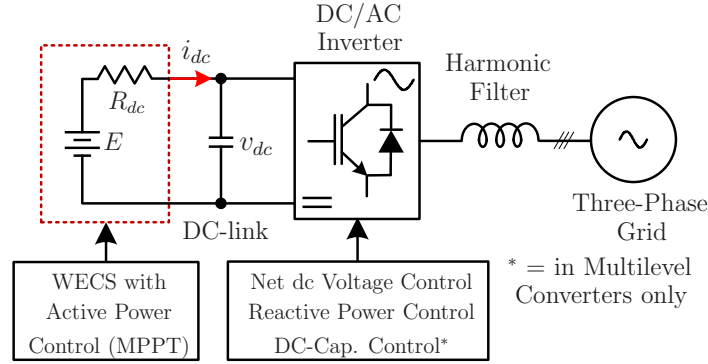 DC/AC
Inverter
i_dc
R_dc
E
v_dc
DC-link
Harmonic
Filter
Three-Phase
Grid
WECS with
Active Power
Control (MPPT)
Net dc Voltage Control
Reactive Power Control
DC-Cap. Control*
* = in Multilevel
Converters only